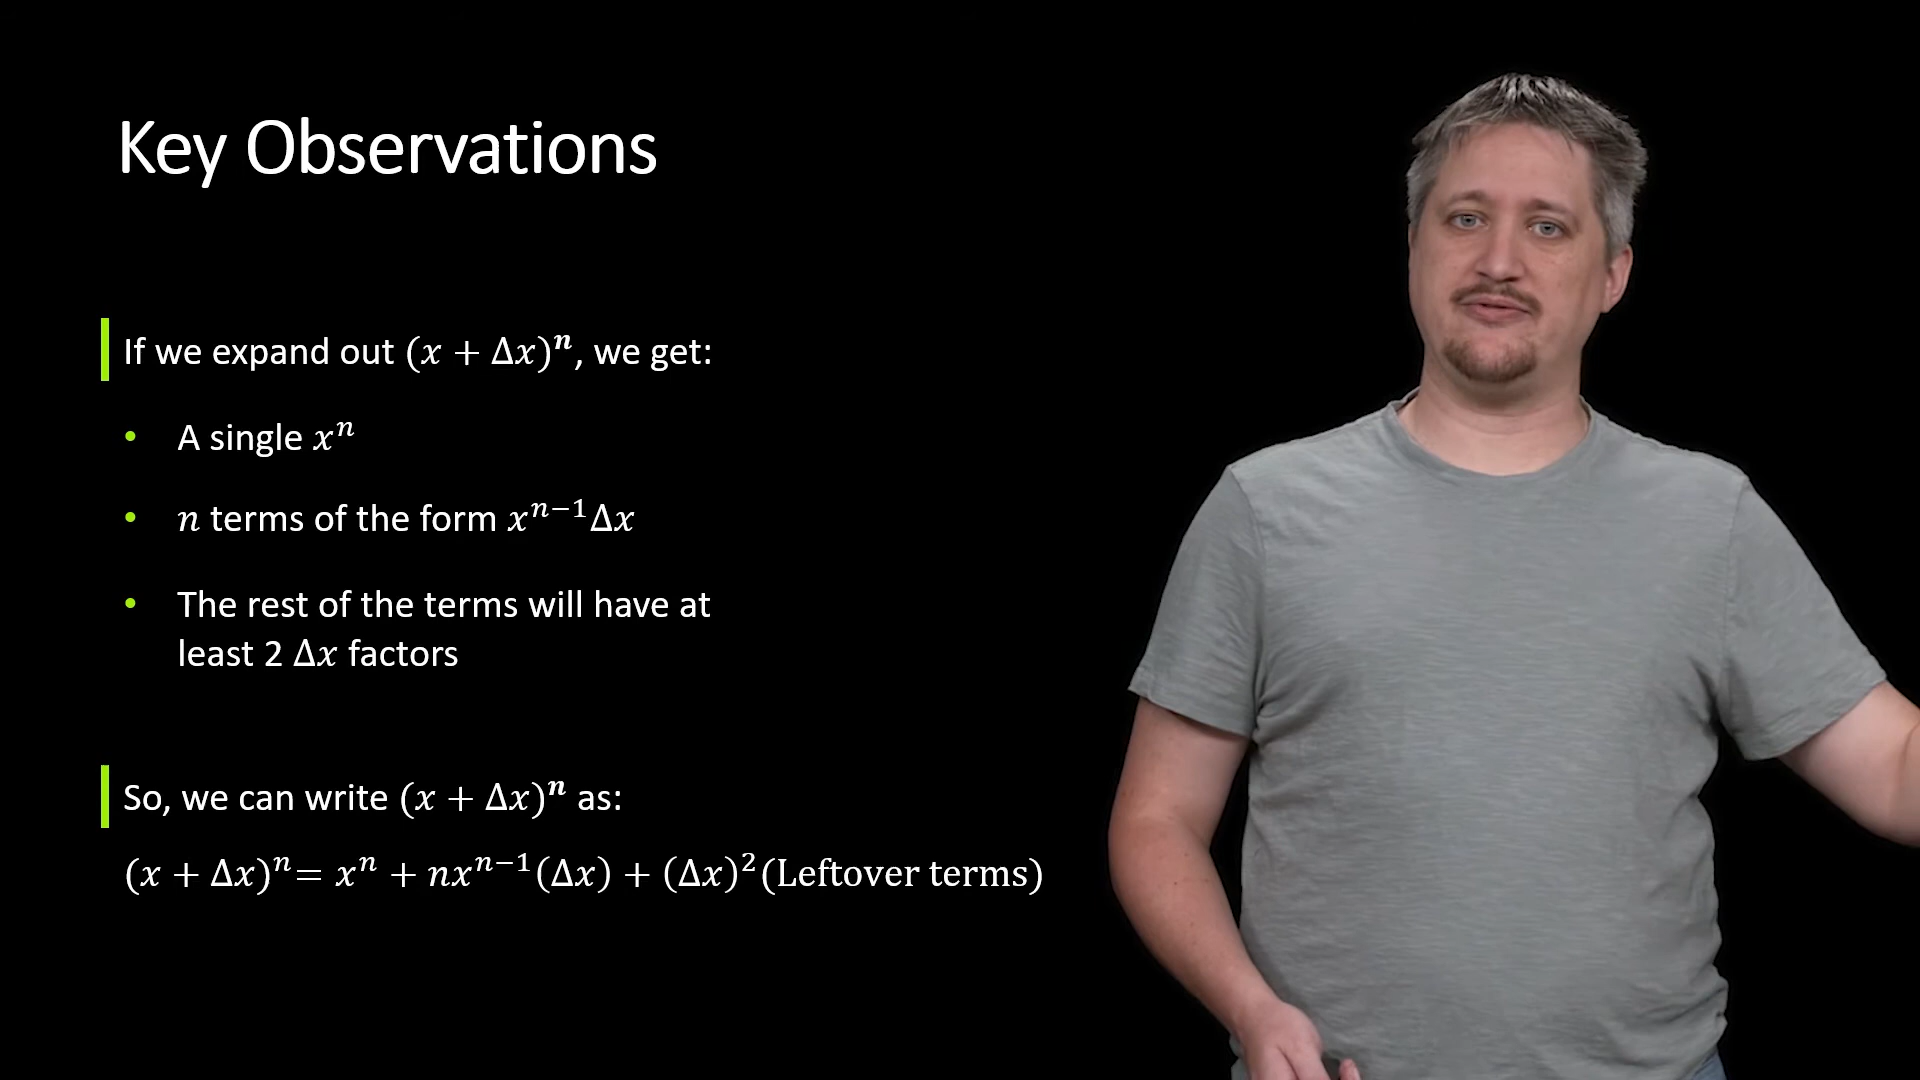 Key Observations
If we expand out (x + Δx)ⁿ, we get:
• A single xⁿ
• n terms of the form xⁿ⁻¹Δx
• The rest of the terms will have at
least 2 Δx factors
So, we can write (x + Δx)ⁿ as:
(x + Δx)ⁿ= xⁿ + nxⁿ⁻¹(Δx) + (Δx)²(Leftover terms)